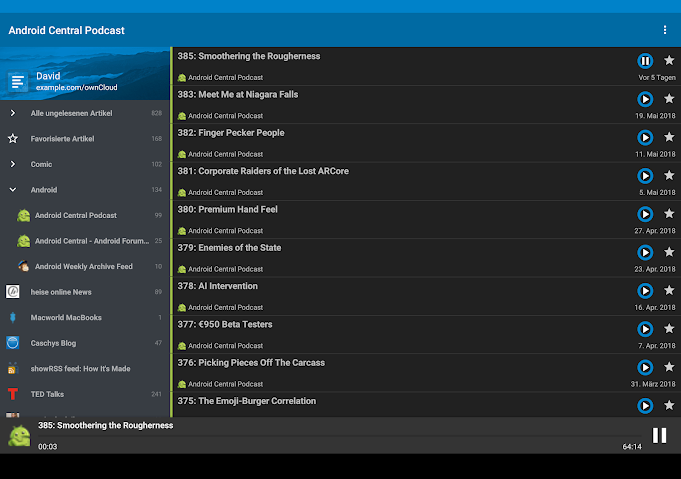 Android Central Podcast
David
example.com/ownCloud
Alle ungelesenen Artikel 828
Favorisierte Artikel 168
Comic 102
Android 134
Android Central Podcast 99
Android Central - Android Forum... 25
Android Weekly Archive Feed 10
heise online News 89
Macworld MacBooks 1
Caschys Blog 47
showRSS feed: How It's Made
TED Talks 241
385: Smoothering the Rougherness
Android Central Podcast Vor 5 Tagen
383: Meet Me at Niagara Falls
Android Central Podcast 19. Mai 2018
382: Finger Pecker People
Android Central Podcast 11. Mai 2018
381: Corporate Raiders of the Lost ARCore
Android Central Podcast 5. Mai 2018
380: Premium Hand Feel
Android Central Podcast 27. Apr. 2018
379: Enemies of the State
Android Central Podcast 23. Apr. 2018
378: AI Intervention
Android Central Podcast 16. Apr. 2018
377: €950 Beta Testers
Android Central Podcast 7. Apr. 2018
376: Picking Pieces Off The Carcass
Android Central Podcast 31. März 2018
375: The Emoji-Burger Correlation
385: Smoothering the Rougherness
00:03 64:14